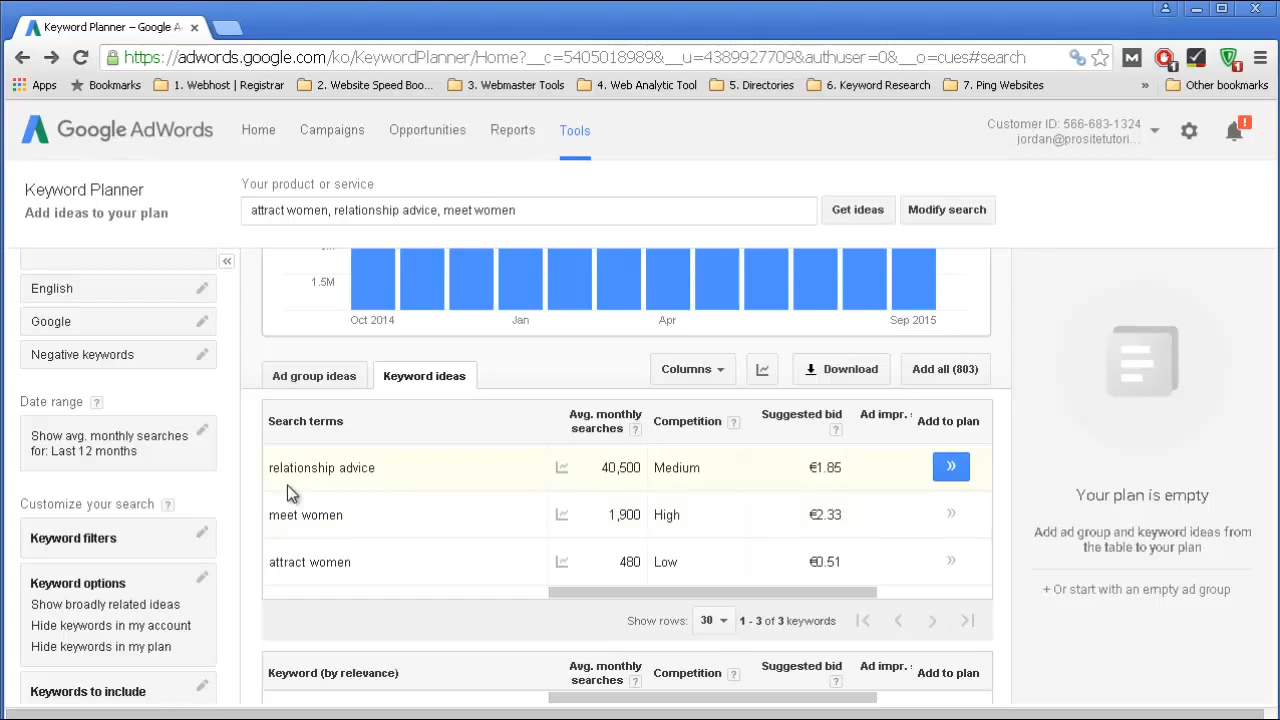 Keyword Planner – Google A
https://adwords.google.com/ko/KeywordPlanner/Home?__c=5405018989&__u=4389927709&authuser=0&__o=cues#search
Apps Bookmarks 1. Webhost | Registrar 2. Website Speed Boo... 3. Webmaster Tools 4. Web Analytic Tool 5. Directories 6. Keyword Research 7. Ping Websites » Other bookmarks
Google AdWords Home Campaigns Opportunities Reports Tools
Customer ID: 566-683-1324
jordan@prositetutori...
Keyword Planner
Add ideas to your plan
Your product or service
attract women, relationship advice, meet women Get ideas Modify search
English
Google
Negative keywords
Date range ?
Show avg. monthly searches
for: Last 12 months
Customize your search ?
Keyword filters
Keyword options
Show broadly related ideas
Hide keywords in my account
Hide keywords in my plan
Keywords to include
1.5M
Oct 2014 Jan Apr Sep 2015
Ad group ideas Keyword ideas Columns Download Add all (803)
Search terms Avg. monthly searches ? Competition ? Suggested bid ? Ad impr. : Add to plan
relationship advice 40,500 Medium €1.85 »
meet women 1,900 High €2.33 »
attract women 480 Low €0.51 »
Show rows: 30 1 - 3 of 3 keywords
Keyword (by relevance) Avg. monthly searches ? Competition ? Suggested bid ? Ad impr. : Add to plan
Your plan is empty
Add ad group and keyword ideas from
the table to your plan
+ Or start with an empty ad group